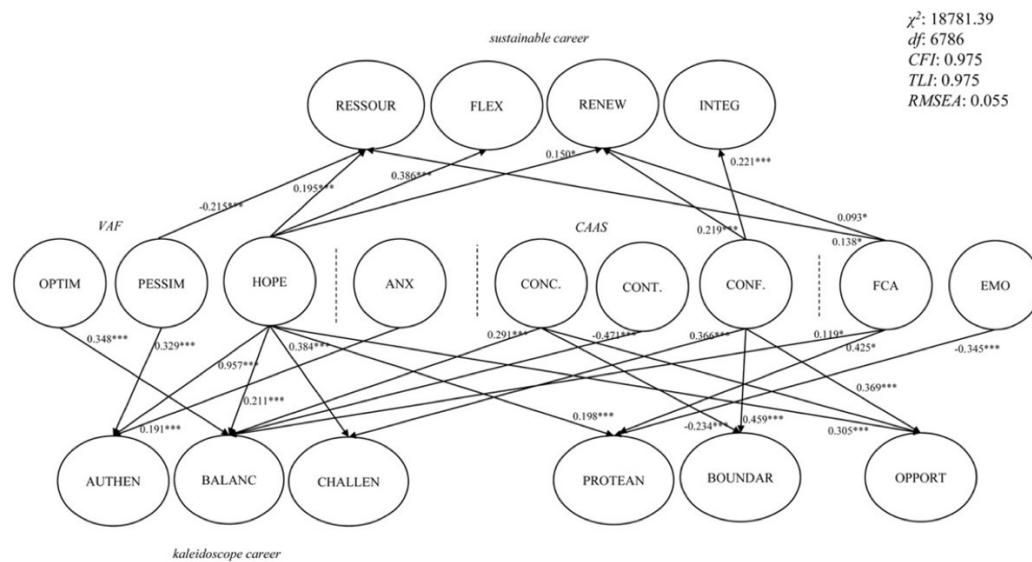 χ²: 18781.39
df: 6786
CFI: 0.975
TLI: 0.975
RMSEA: 0.055
sustainable career
RESSOUR FLEX RENEW INTEG
0.150*
0.386***
0.195***
-0.215***
0.221***
0.219***
0.093*
0.138*
VAF CAAS
OPTIM PESSIM HOPE ANX CONC. CONT. CONF. FCA EMO
0.348*** 0.329*** 0.957*** 0.384*** 0.291*** -0.471*** 0.366*** 0.119* 0.425* -0.345***
0.211*** 0.369***
0.191*** 0.198*** -0.234*** 0.459*** 0.305***
AUTHEN BALANC CHALLEN PROTEAN BOUNDAR OPPORT
kaleidoscope career